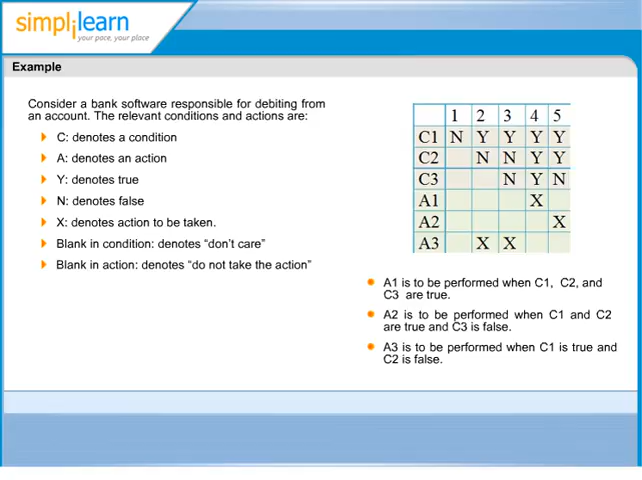 simplilearn
your pace, your place
Example
Consider a bank software responsible for debiting from
an account. The relevant conditions and actions are:
C: denotes a condition
A: denotes an action
Y: denotes true
N: denotes false
X: denotes action to be taken.
Blank in condition: denotes “don’t care”
Blank in action: denotes “do not take the action”
1 2 3 4 5
C1 N Y Y Y Y
C2 N N Y Y
C3 N Y N
A1 X
A2 X
A3 X X
A1 is to be performed when C1, C2, and
C3 are true.
A2 is to be performed when C1 and C2
are true and C3 is false.
A3 is to be performed when C1 is true and
C2 is false.